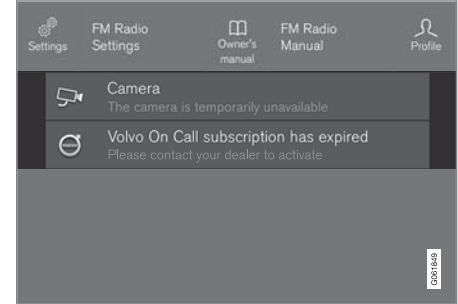 FM Radio
Settings
Settings
Owner's
manual
FM Radio
Manual
Profile
Camera
The camera is temporarily unavailable
Volvo On Call subscription has expired
Please contact your dealer to activate
G061849